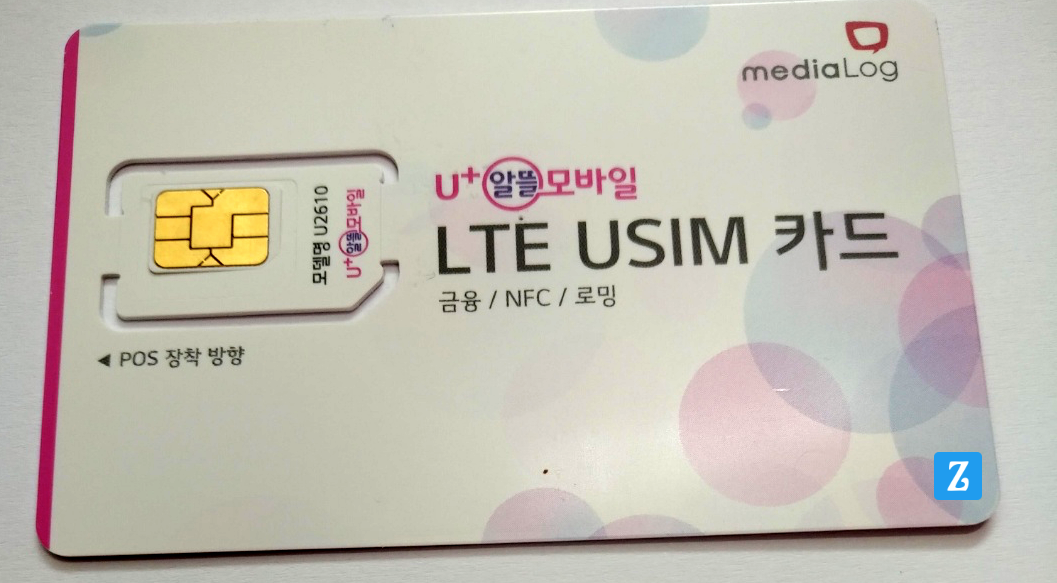 mediaLog
U+알뜰모바일
LTE USIM 카드
금융 / NFC / 로밍
모델명 U2610
U+알뜰모바일
◀ POS 장착 방향
Z